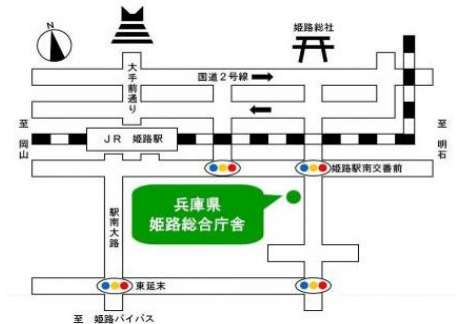 姫路総社
国道2号線
大手前通り
至 岡山
JR 姫路駅
至 明石
姫路駅南交番前
兵庫県
姫路総合庁舎
駅南大路
東延末
至 姫路バイパス